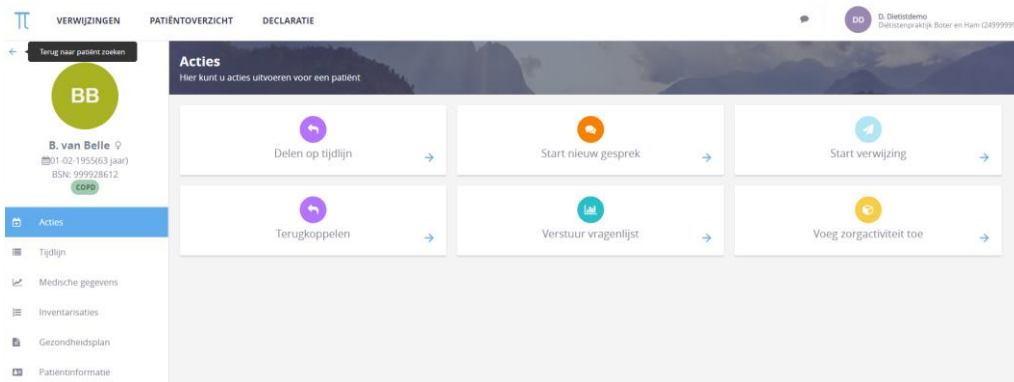 VERWIJZINGEN PATIËNTOVERZICHT DECLARATIE
DD
D. Dietistdemo
Diëtistenpraktijk Boter en Ham (24999995
Terug naar patiënt zoeken
BB
B. van Belle
01-02-1955(63 jaar)
BSN: 999928612
COPD
Acties
Tijdlijn
Medische gegevens
Inventarisaties
Gezondheidsplan
Patiëntinformatie
Acties
Hier kunt u acties uitvoeren voor een patiënt
Delen op tijdlijn
Start nieuw gesprek
Start verwijzing
Terugkoppelen
Verstuur vragenlijst
Voeg zorgactiviteit toe